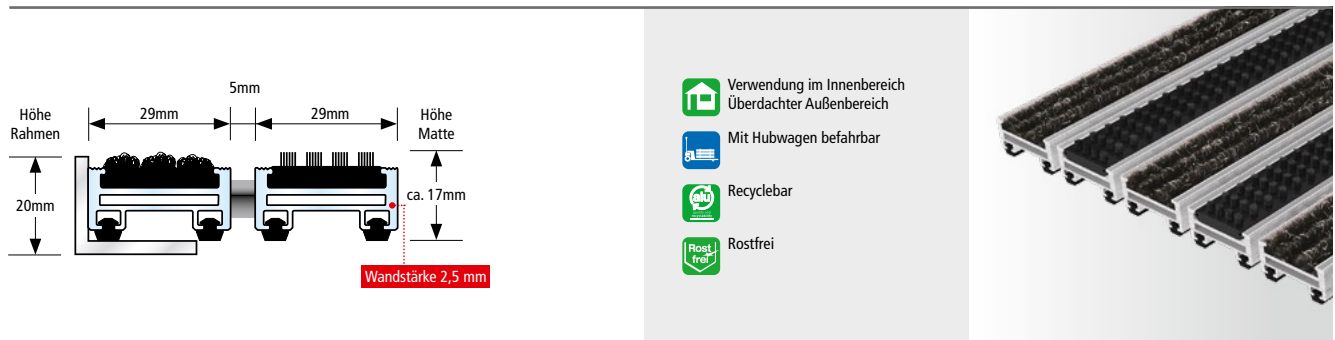 5mm
Höhe
Rahmen
29mm
29mm
Höhe
Matte
20mm
ca. 17mm
Wandstärke 2,5 mm
Verwendung im Innenbereich
Überdachter Außenbereich
Mit Hubwagen befahrbar
alu
Recyclebar
Rost
frei
Rostfrei